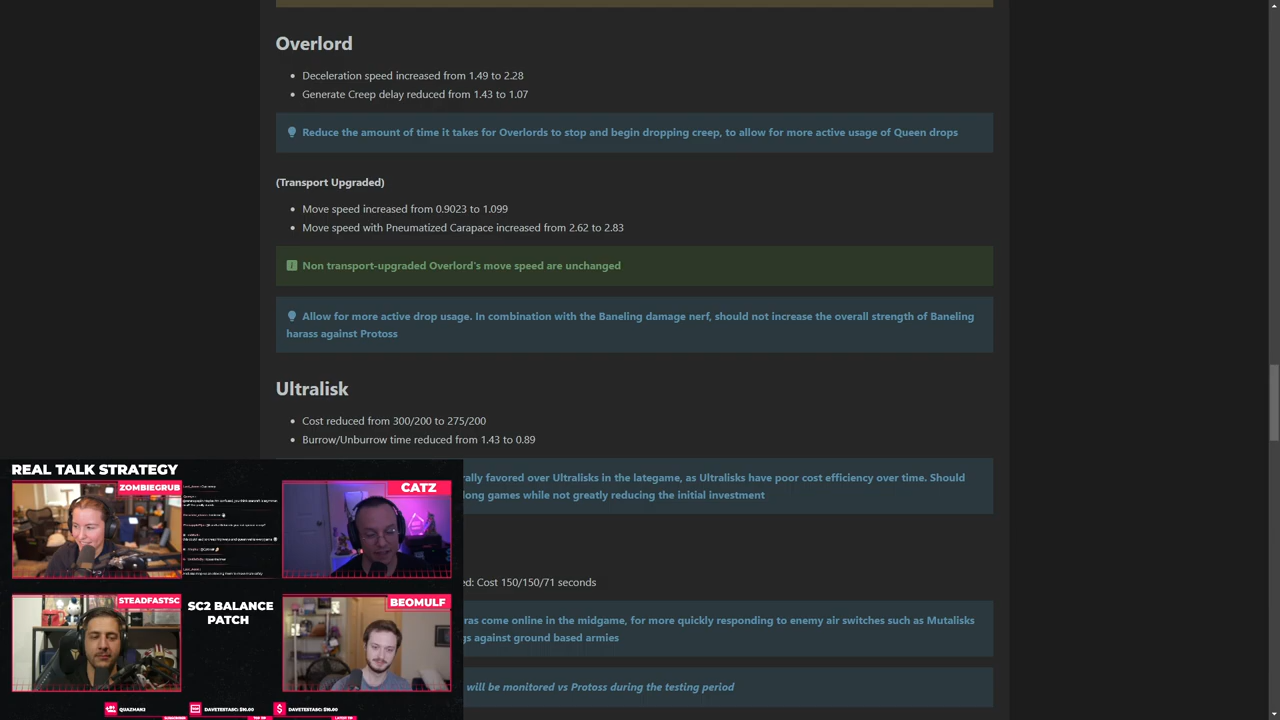 Overlord
Deceleration speed increased from 1.49 to 2.28
Generate Creep delay reduced from 1.43 to 1.07
Reduce the amount of time it takes for Overlords to stop and begin dropping creep, to allow for more active usage of Queen drops
(Transport Upgraded)
Move speed increased from 0.9023 to 1.099
Move speed with Pneumatized Carapace increased from 2.62 to 2.83
Non transport-upgraded Overlord's move speed are unchanged
Allow for more active drop usage. In combination with the Baneling damage nerf, should not increase the overall strength of Baneling
harass against Protoss
Ultralisk
Cost reduced from 300/200 to 275/200
Burrow/Unburrow time reduced from 1.43 to 0.89
rally favored over Ultralisks in the lategame, as Ultralisks have poor cost efficiency over time. Should
long games while not greatly reducing the initial investment
ed: Cost 150/150/71 seconds
ras come online in the midgame, for more quickly responding to enemy air switches such as Mutalisks
gs against ground based armies
will be monitored vs Protoss during the testing period
REAL TALK STRATEGY
ZOMBIEGRUB
CATZ
STEADFASTSC
SC2 BALANCE
PATCH
BEOMULF